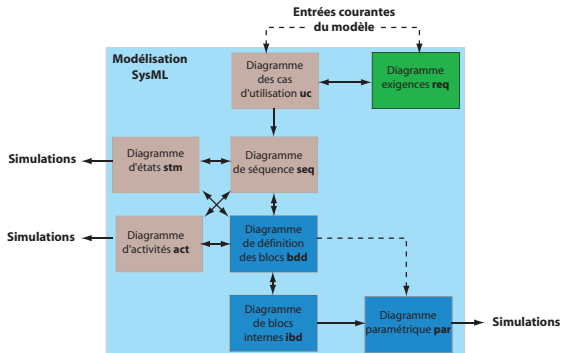 Entrées courantes
du modèle
Modélisation
SysML
Diagramme
des cas
d'utilisation uc
Diagramme
exigences req
Simulations
Diagramme
d'états stm
Diagramme
de séquence seq
Simulations
Diagramme
d'activités act
Diagramme
de définition
des blocs bdd
Diagramme
de blocs
internes ibd
Diagramme
paramétrique par
Simulations